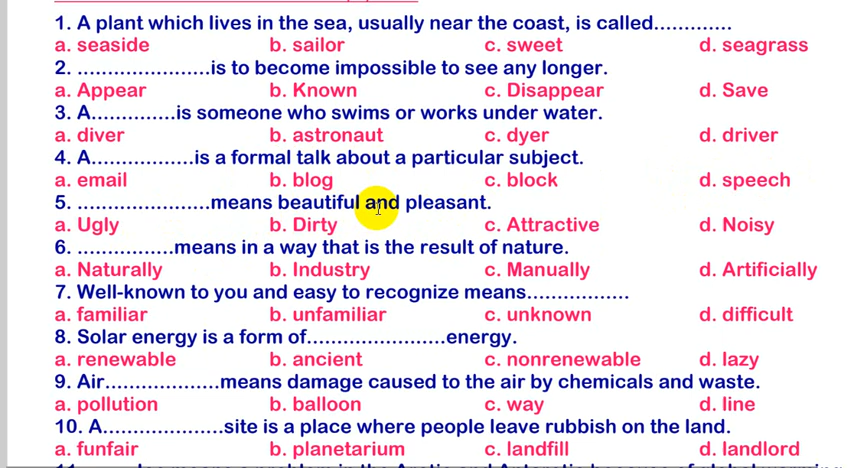 1. A plant which lives in the sea, usually near the coast, is called.............
a. seaside b. sailor c. sweet d. seagrass
2. ......................is to become impossible to see any longer.
a. Appear b. Known c. Disappear d. Save
3. A..............is someone who swims or works under water.
a. diver b. astronaut c. dyer d. driver
4. A.................is a formal talk about a particular subject.
a. email b. blog c. block d. speech
5. ......................means beautiful and pleasant.
a. Ugly b. Dirty c. Attractive d. Noisy
6. ................means in a way that is the result of nature.
a. Naturally b. Industry c. Manually d. Artificially
7. Well-known to you and easy to recognize means.................
a. familiar b. unfamiliar c. unknown d. difficult
8. Solar energy is a form of.......................energy.
a. renewable b. ancient c. nonrenewable d. lazy
9. Air...................means damage caused to the air by chemicals and waste.
a. pollution b. balloon c. way d. line
10. A....................site is a place where people leave rubbish on the land.
a. funfair b. planetarium c. landfill d. landlord